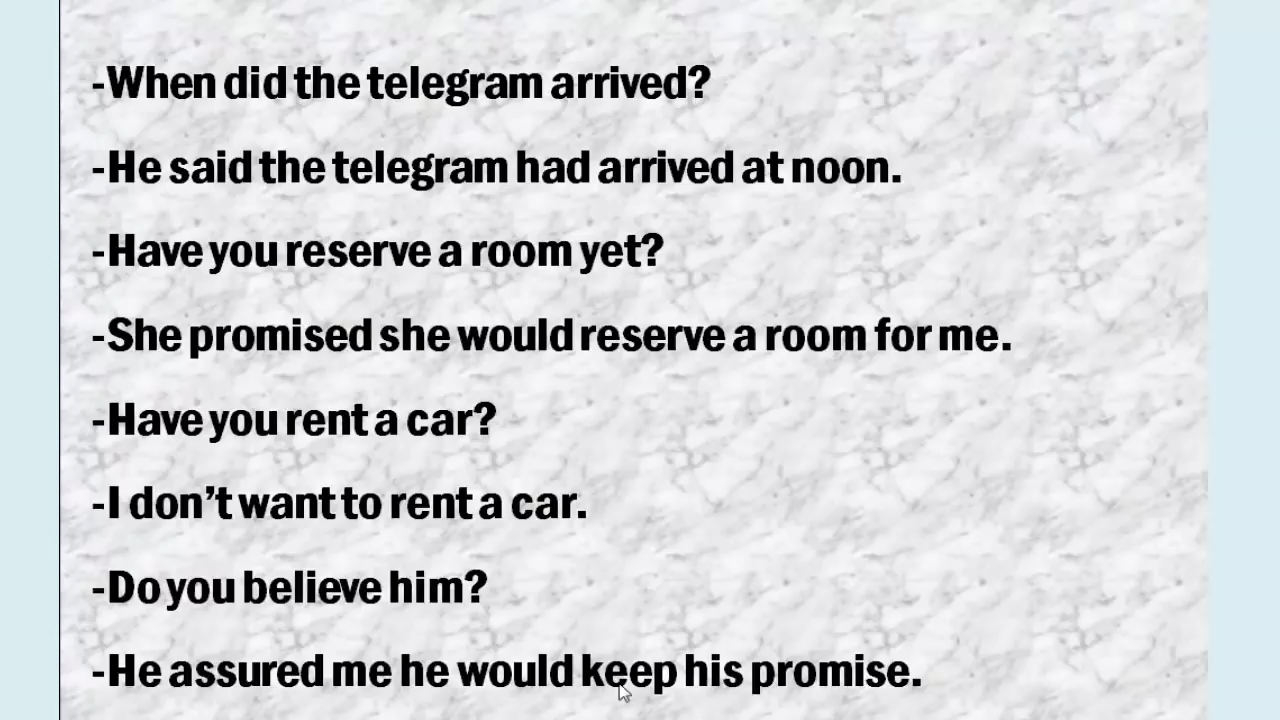 -When did the telegram arrived?
-He said the telegram had arrived at noon.
-Have you reserve a room yet?
-She promised she would reserve a room for me.
-Have you rent a car?
-I don’t want to rent a car.
-Do you believe him?
-He assured me he would keep his promise.